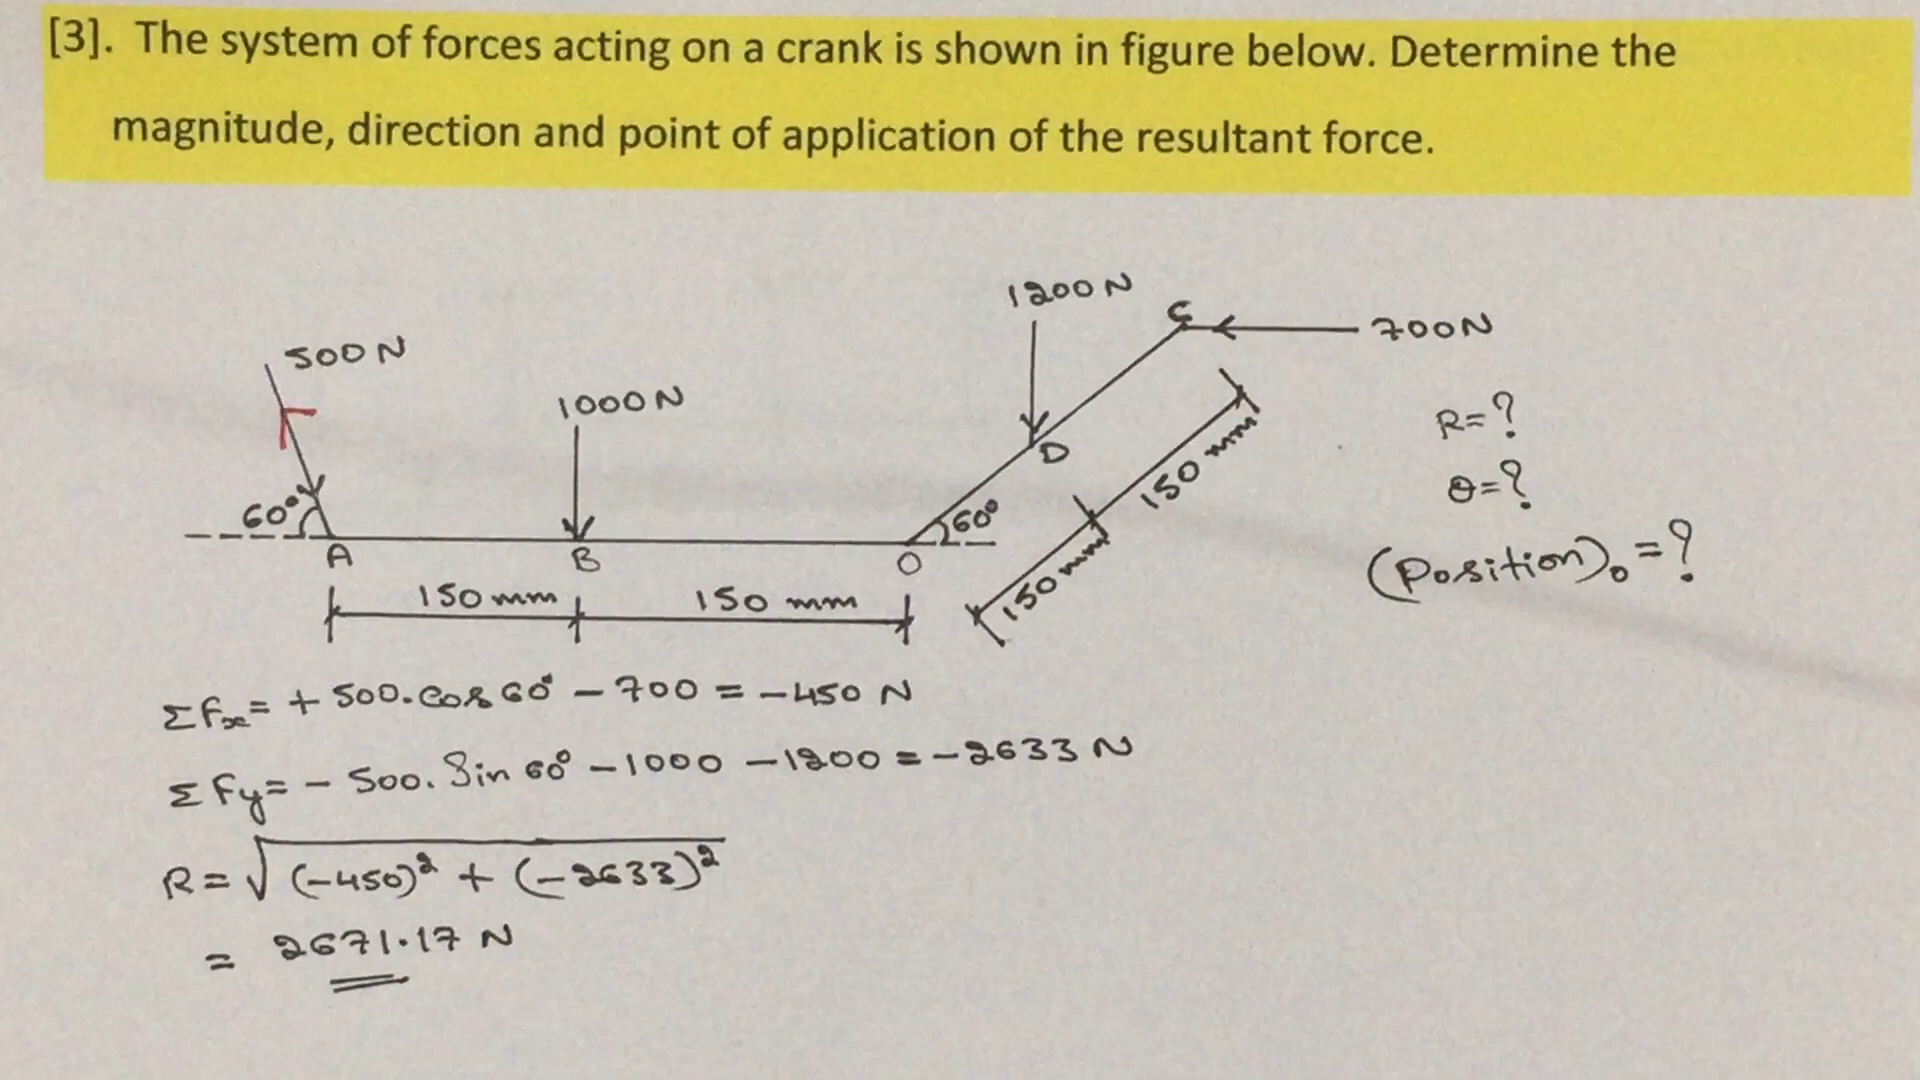 [3]. The system of forces acting on a crank is shown in figure below. Determine the
magnitude, direction and point of application of the resultant force.
1200 N
C
700N
500 N
1000 N
D
R=?
150 mm
θ=?
60°
60°
A
B
O
150 mm
(Position)₀ = ?
150 mm
150 mm
ΣFx= + 500.cos 60° - 700 = -450 N
ΣFy= - 500. Sin 60° - 1000 - 1200 = -2633 N
R = √(-450)² + (-2633)²
= 2671.17 N